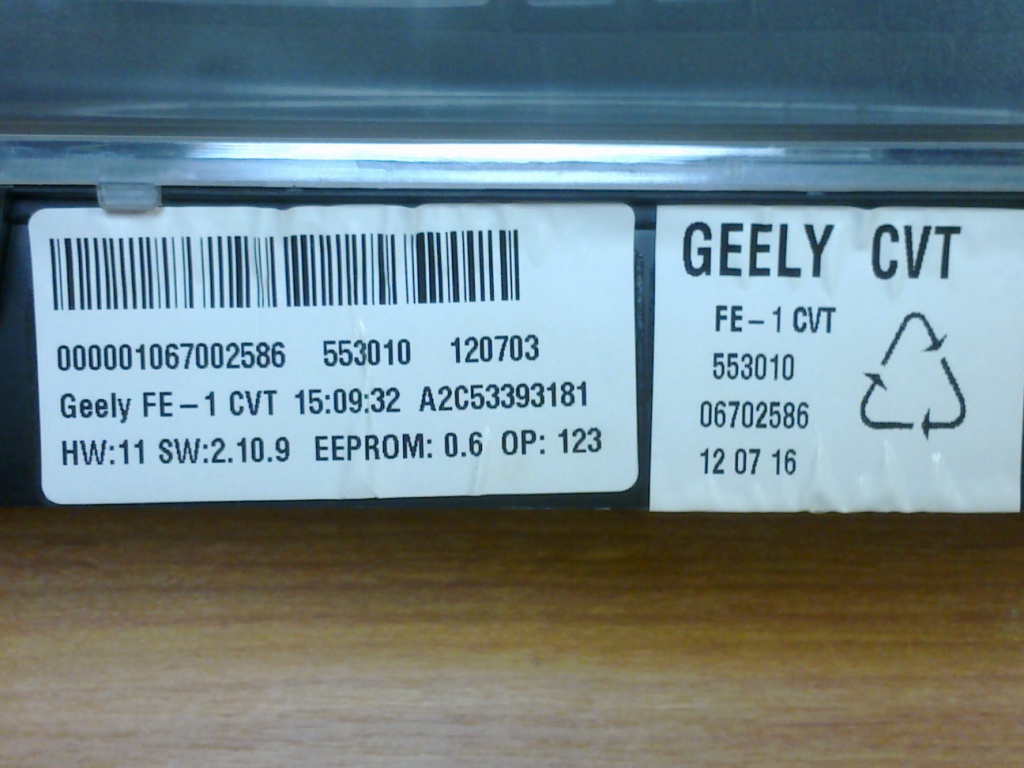 000001067002586 553010 120703
Geely FE-1 CVT 15:09:32 A2C53393181
HW:11 SW:2.10.9 EEPROM: 0.6 OP: 123
GEELY CVT
FE-1 CVT
553010
06702586
12 07 16